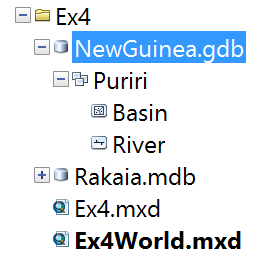 Ex4
NewGuinea.gdb
Puriri
Basin
River
Rakaia.mdb
Ex4.mxd
Ex4World.mxd